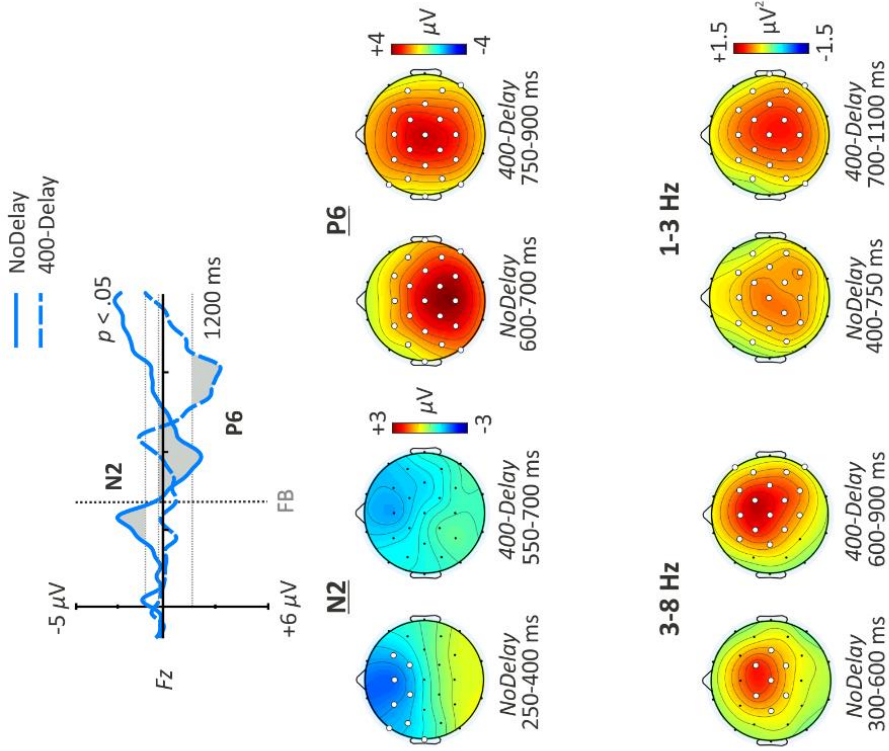 NoDelay
400-Delay
-5 µV
N2
p < .05
Fz
1200 ms
P6
+6 µV
FB
N2
P6
+3
µV
-3
+4
µV
-4
NoDelay
250-400 ms
400-Delay
550-700 ms
NoDelay
600-700 ms
400-Delay
750-900 ms
3-8 Hz
1-3 Hz
+1.5
µV²
-1.5
NoDelay
300-600 ms
400-Delay
600-900 ms
NoDelay
400-750 ms
400-Delay
700-1100 ms